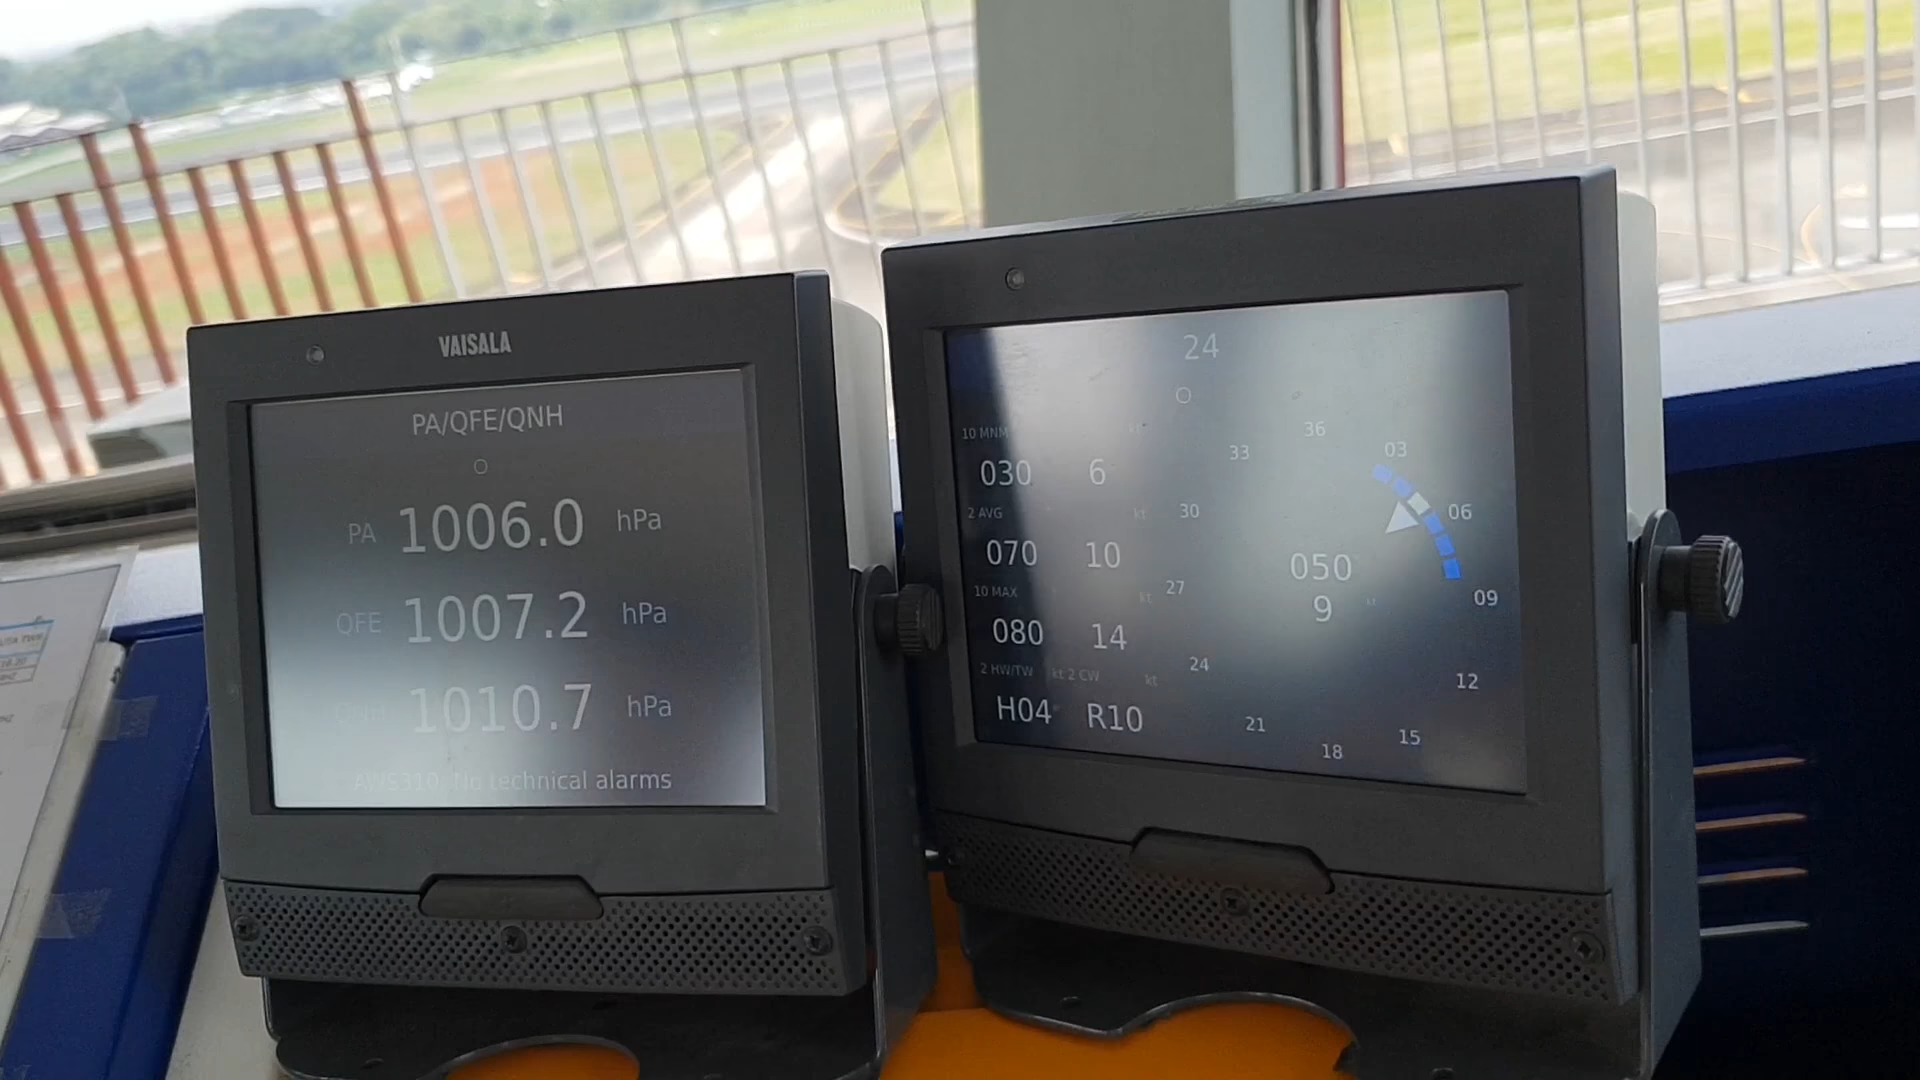 VAISALA
PA/QFE/QNH
PA 1006.0 hPa
QFE 1007.2 hPa
QNH 1010.7 hPa
AWS310: No technical alarms
24
10 MNM kt
030 6
2 AVG kt
070 10
10 MAX kt
080 14
2 HW/TW kt 2 CW kt
H04 R10
36
33
03
30
06
050
27
9 kt
09
24
12
21
15
18